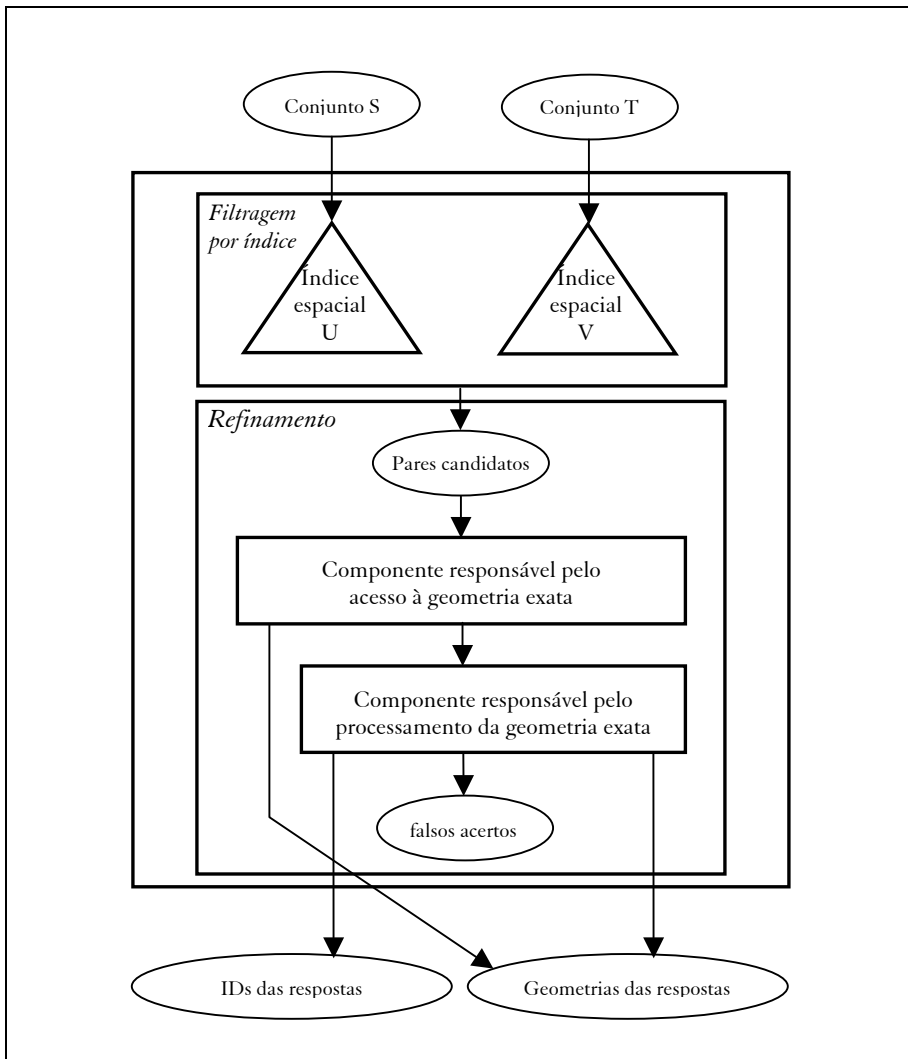 Conjunto S
Conjunto T
Filtragem
por índice
Índice
espacial
U
Índice
espacial
V
Refinamento
Pares candidatos
Componente responsável pelo
acesso à geometria exata
Componente responsável pelo
processamento da geometria exata
falsos acertos
IDs das respostas
Geometrias das respostas